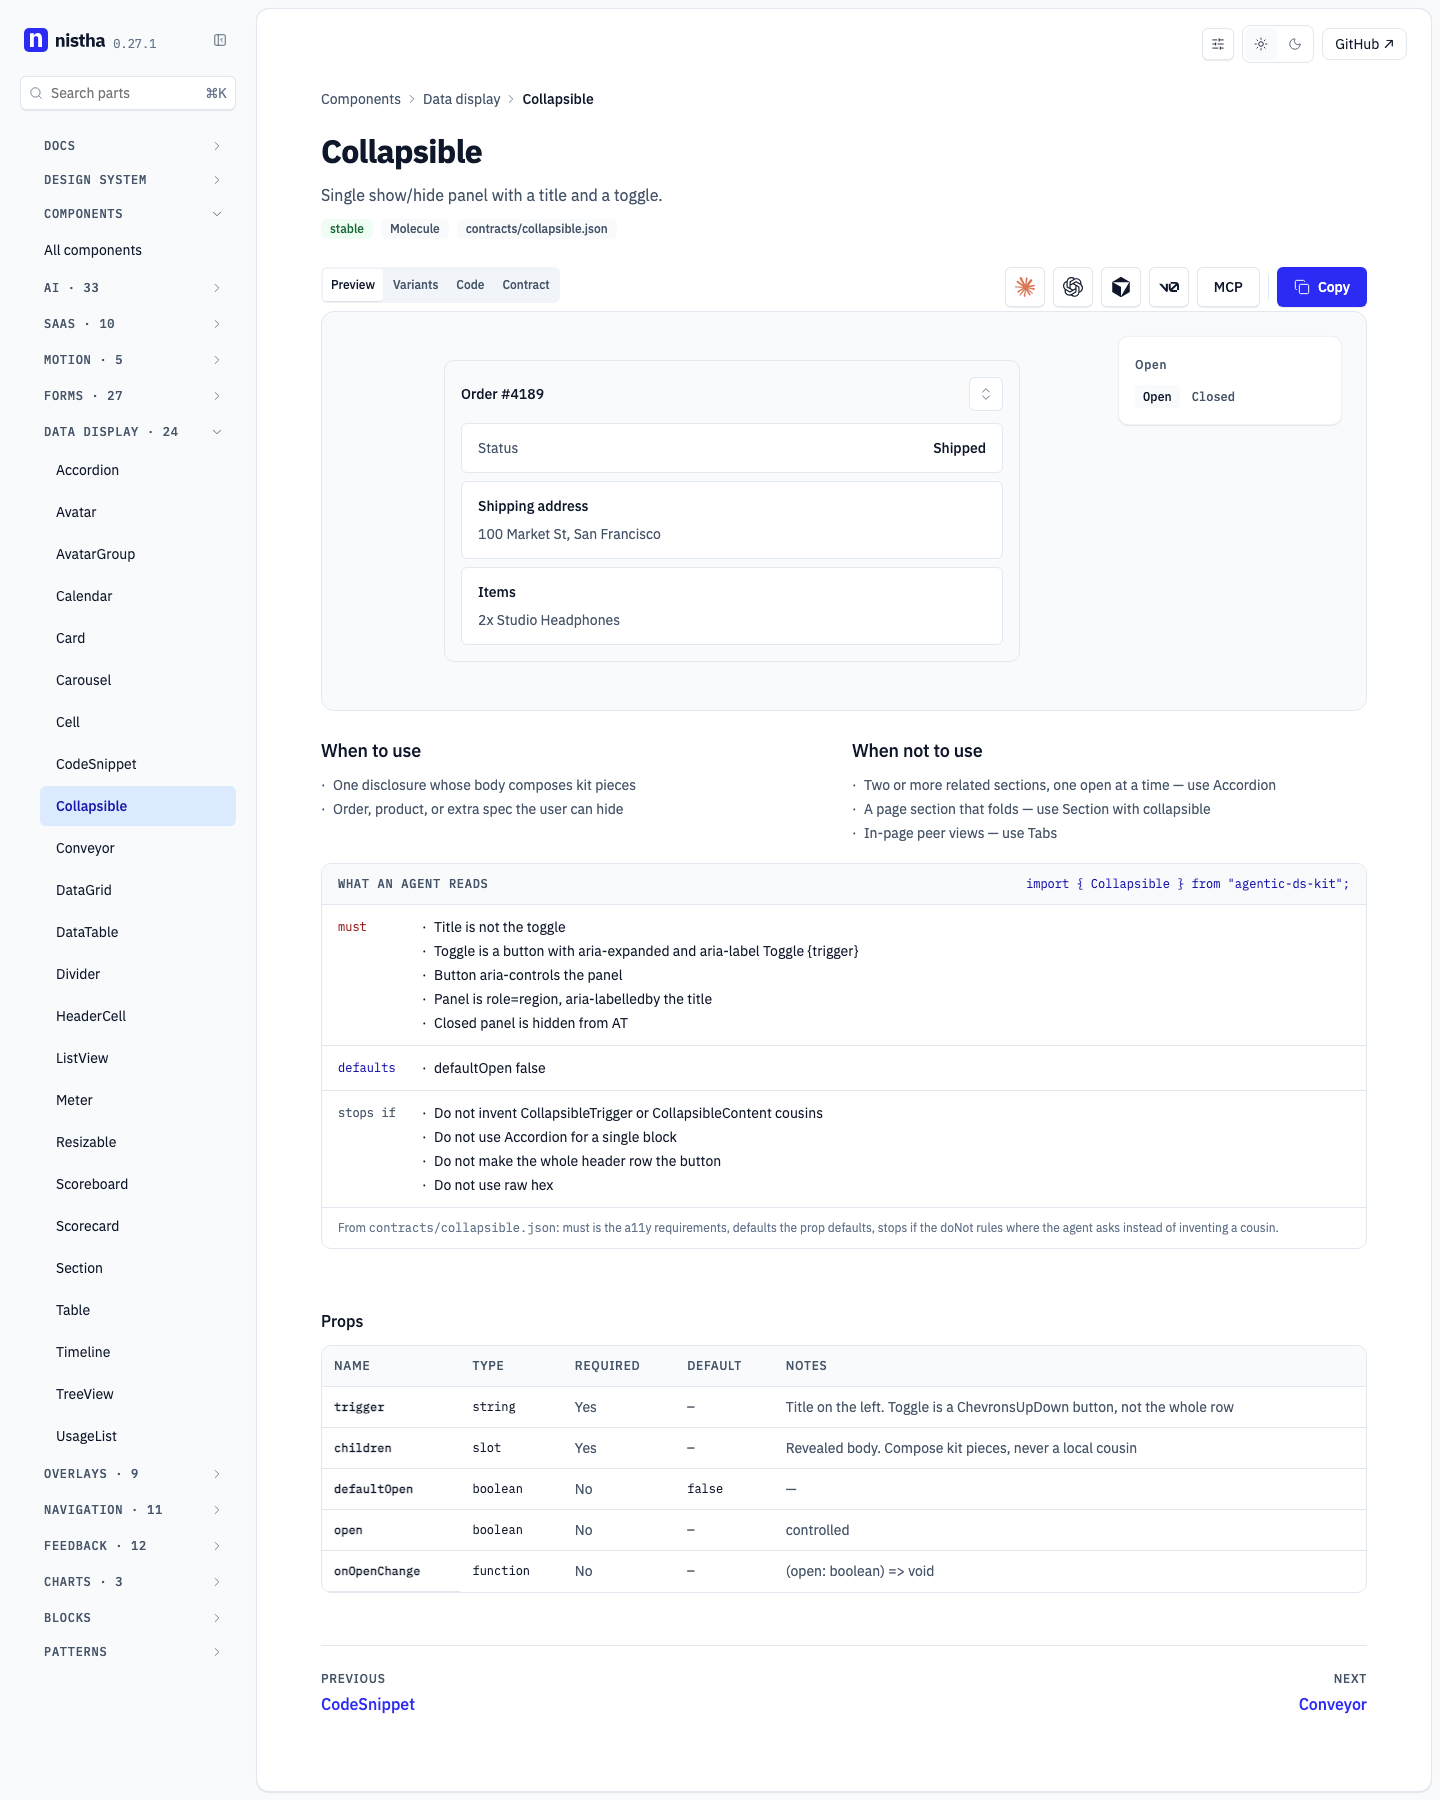 nistha 0.27.1
Search parts ⌘K
DOCS
DESIGN SYSTEM
COMPONENTS
All components
AI · 33
SAAS · 10
MOTION · 5
FORMS · 27
DATA DISPLAY · 24
Accordion
Avatar
AvatarGroup
Calendar
Card
Carousel
Cell
CodeSnippet
Collapsible
Conveyor
DataGrid
DataTable
Divider
HeaderCell
ListView
Meter
Resizable
Scoreboard
Scorecard
Section
Table
Timeline
TreeView
UsageList
OVERLAYS · 9
NAVIGATION · 11
FEEDBACK · 12
CHARTS · 3
BLOCKS
PATTERNS
GitHub ↗
Components > Data display > Collapsible
Collapsible
Single show/hide panel with a title and a toggle.
stable Molecule contracts/collapsible.json
Preview Variants Code Contract
v0 MCP Copy
Order #4189
Status Shipped
Shipping address
100 Market St, San Francisco
Items
2x Studio Headphones
Open
Open Closed
When to use
· One disclosure whose body composes kit pieces
· Order, product, or extra spec the user can hide
When not to use
· Two or more related sections, one open at a time — use Accordion
· A page section that folds — use Section with collapsible
· In-page peer views — use Tabs
WHAT AN AGENT READS import { Collapsible } from "agentic-ds-kit";
must · Title is not the toggle
· Toggle is a button with aria-expanded and aria-label Toggle {trigger}
· Button aria-controls the panel
· Panel is role=region, aria-labelledby the title
· Closed panel is hidden from AT
defaults · defaultOpen false
stops if · Do not invent CollapsibleTrigger or CollapsibleContent cousins
· Do not use Accordion for a single block
· Do not make the whole header row the button
· Do not use raw hex
From contracts/collapsible.json: must is the a11y requirements, defaults the prop defaults, stops if the doNot rules where the agent asks instead of inventing a cousin.
Props
NAME TYPE REQUIRED DEFAULT NOTES
trigger string Yes – Title on the left. Toggle is a ChevronsUpDown button, not the whole row
children slot Yes – Revealed body. Compose kit pieces, never a local cousin
defaultOpen boolean No false —
open boolean No – controlled
onOpenChange function No – (open: boolean) => void
PREVIOUS
CodeSnippet
NEXT
Conveyor